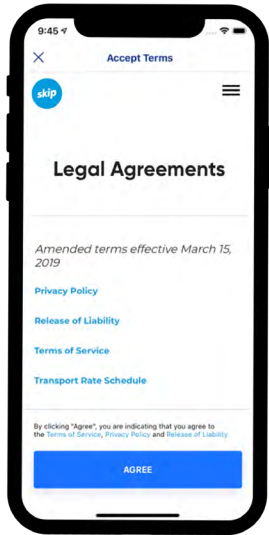 9:45
Accept Terms
skip
Legal Agreements
Amended terms effective March 15,
2019
Privacy Policy
Release of Liability
Terms of Service
Transport Rate Schedule
By clicking "Agree", you are indicating that you agree to
the Terms of Service, Privacy Policy and Release of Liability
AGREE